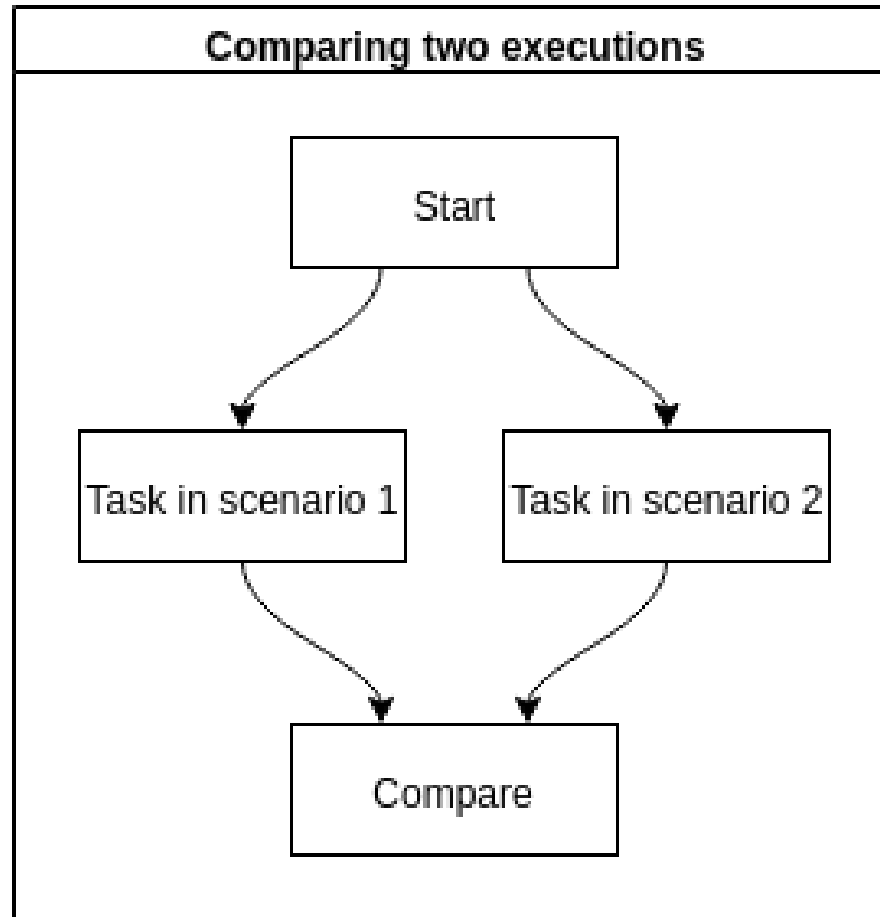 Comparing two executions
Start
Task in scenario 1
Task in scenario 2
Compare